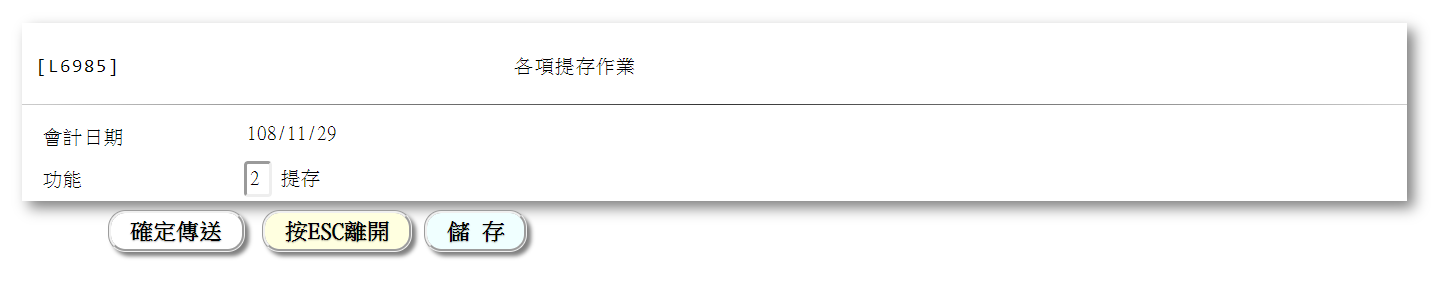 [L6985] 各項提存作業
會計日期 108/11/29
功能 2 提存
確定傳送 按ESC離開 儲 存